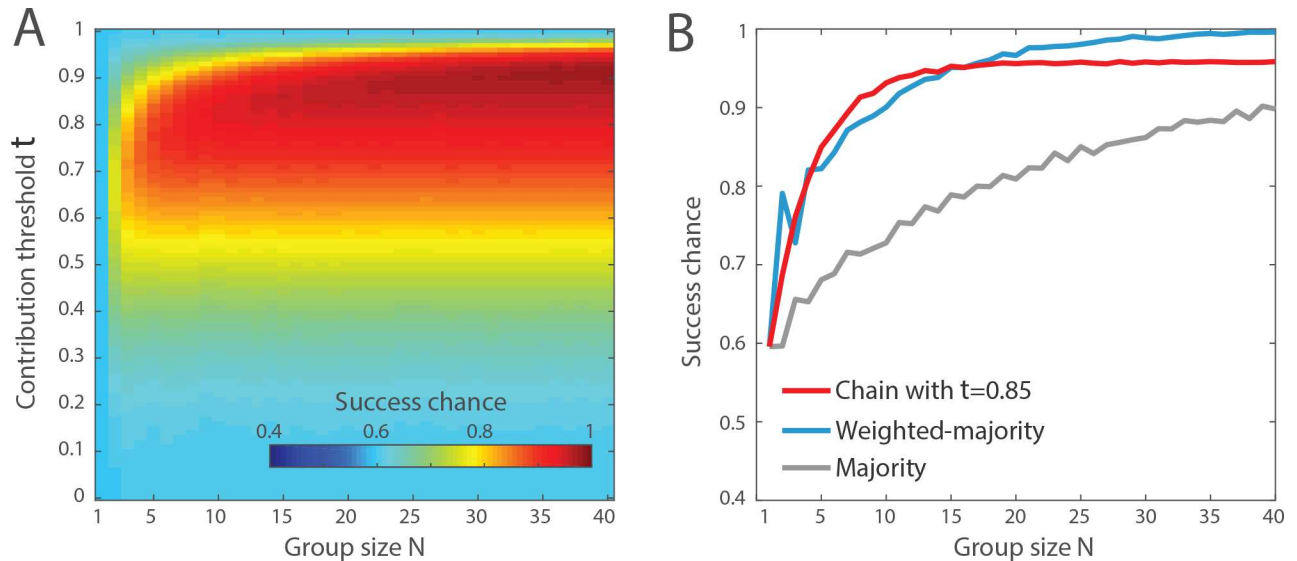 A
1
0.9
0.8
0.7
0.6
0.5
0.4
0.3
0.2
0.1
0
Contribution threshold t
Success chance
0.4 0.6 0.8 1
1 5 10 15 20 25 30 35 40
Group size N
B
1
0.9
0.8
0.7
0.6
0.5
0.4
Success chance
Chain with t=0.85
Weighted-majority
Majority
1 5 10 15 20 25 30 35 40
Group size N